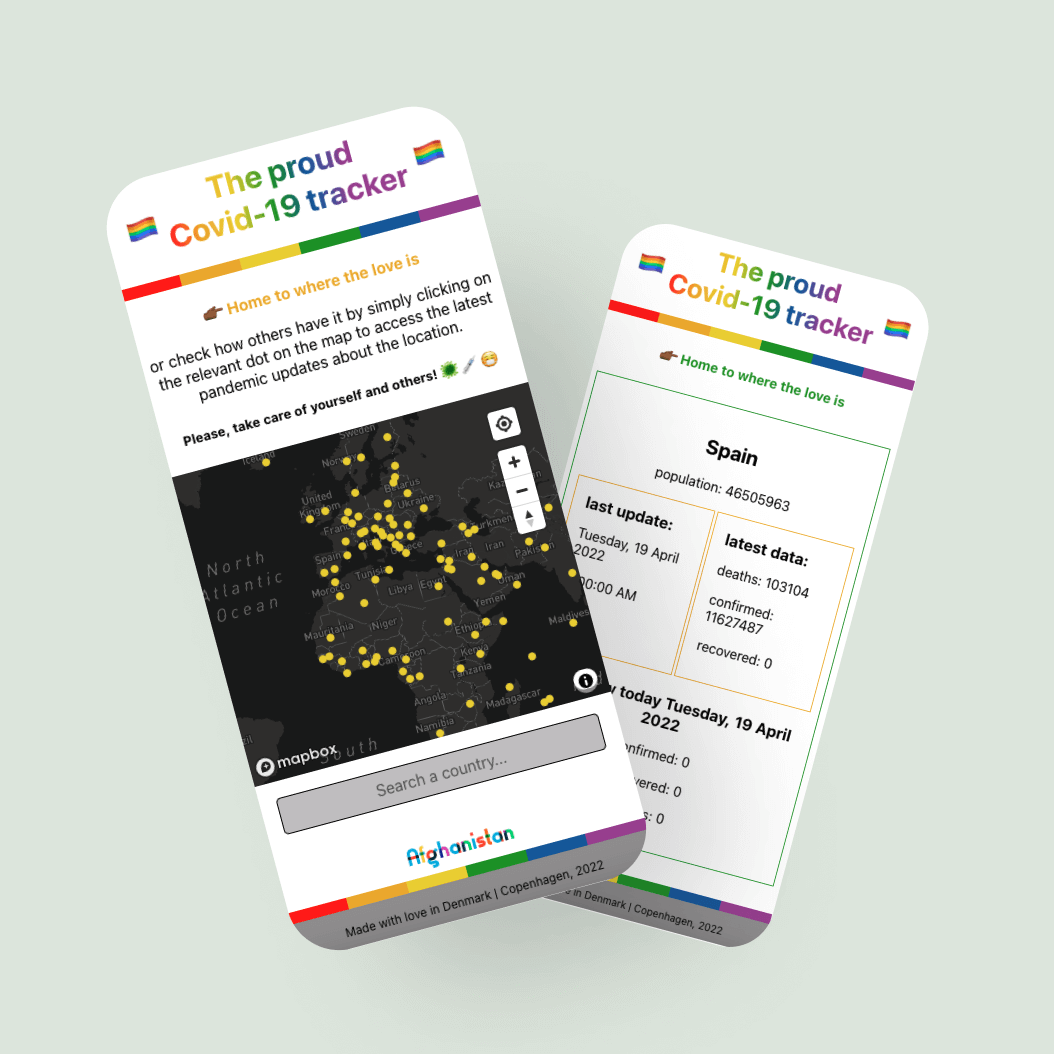 The proud
Covid-19 tracker
Home to where the love is
or check how others have it by simply clicking on
the relevant dot on the map to access the latest
pandemic updates about the location.
Please, take care of yourself and others!
Iceland
Sweden
Norway
United
Kingdom
Belarus
Ukraine
France
Spain
Greece
Turkmen
North
Atlantic
Ocean
Morocco
Tunisia
Libya
Egypt
Iraq
Iran
Pakistan
Oman
Yemen
Mauritania
Niger
Ethiop
Maldives
Cameroon
Kenya
Tanzania
Angola
Madagascar
Namibia
South
mapbox
Search a country...
Afghanistan
Made with love in Denmark | Copenhagen, 2022
The proud
Covid-19 tracker
Home to where the love is
Spain
population: 46505963
last update:
Tuesday, 19 April
2022
00:00 AM
latest data:
deaths: 103104
confirmed:
11627487
recovered: 0
today Tuesday, 19 April
2022
onfirmed: 0
vered: 0
s: 0
in Denmark | Copenhagen, 2022